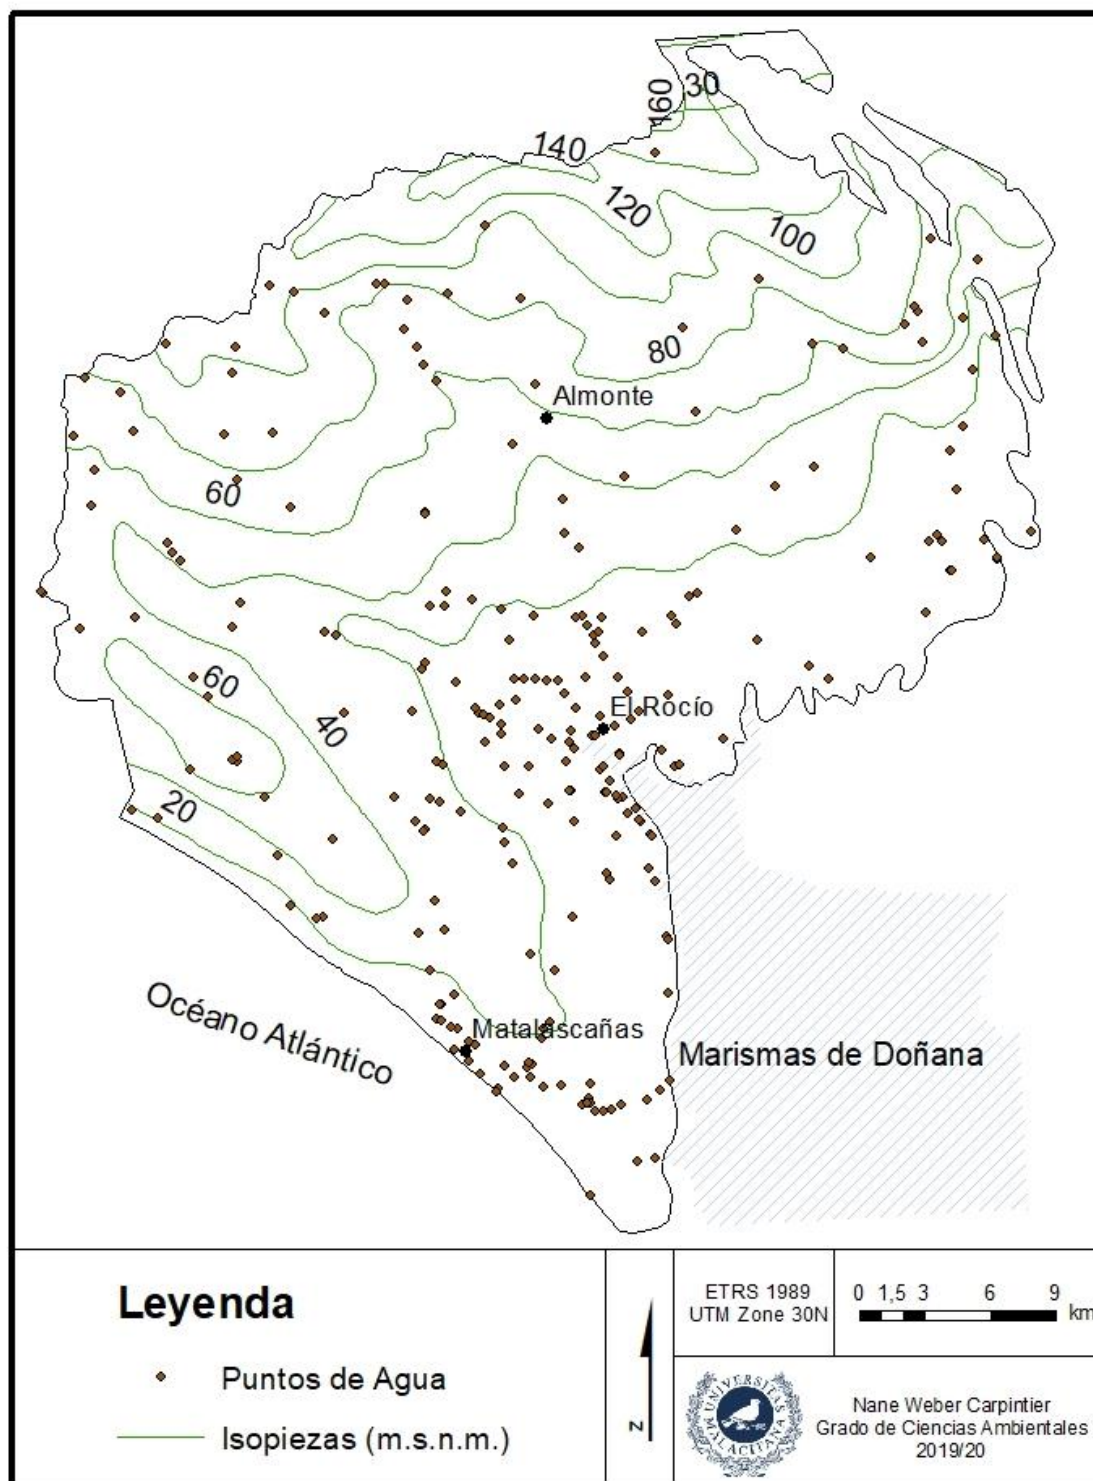 160
30
140
120
100
80
Almonte
60
60
El Rocío
40
20
Océano Atlántico
Matalascañas
Marismas de Doñana
Leyenda
Puntos de Agua
Isopiezas (m.s.n.m.)
N
ETRS 1989
UTM Zone 30N
0 1,5 3 6 9
km
UNIVERSITAS MALACITANA
Nane Weber Carpintier
Grado de Ciencias Ambientales
2019/20